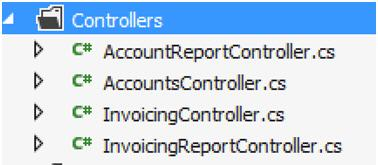 Controllers
C# AccountReportController.cs
C# AccountsController.cs
C# InvoicingController.cs
C# InvoicingReportController.cs